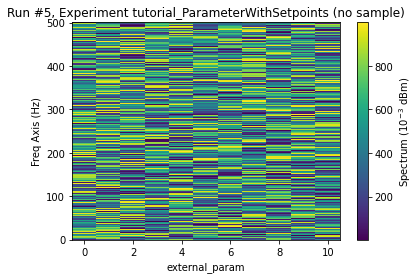 Run #5, Experiment tutorial_ParameterWithSetpoints (no sample)
500
400
300
200
100
0
Freq Axis (Hz)
0 2 4 6 8 10
external_param
800
600
400
200
Spectrum (10⁻³ dBm)